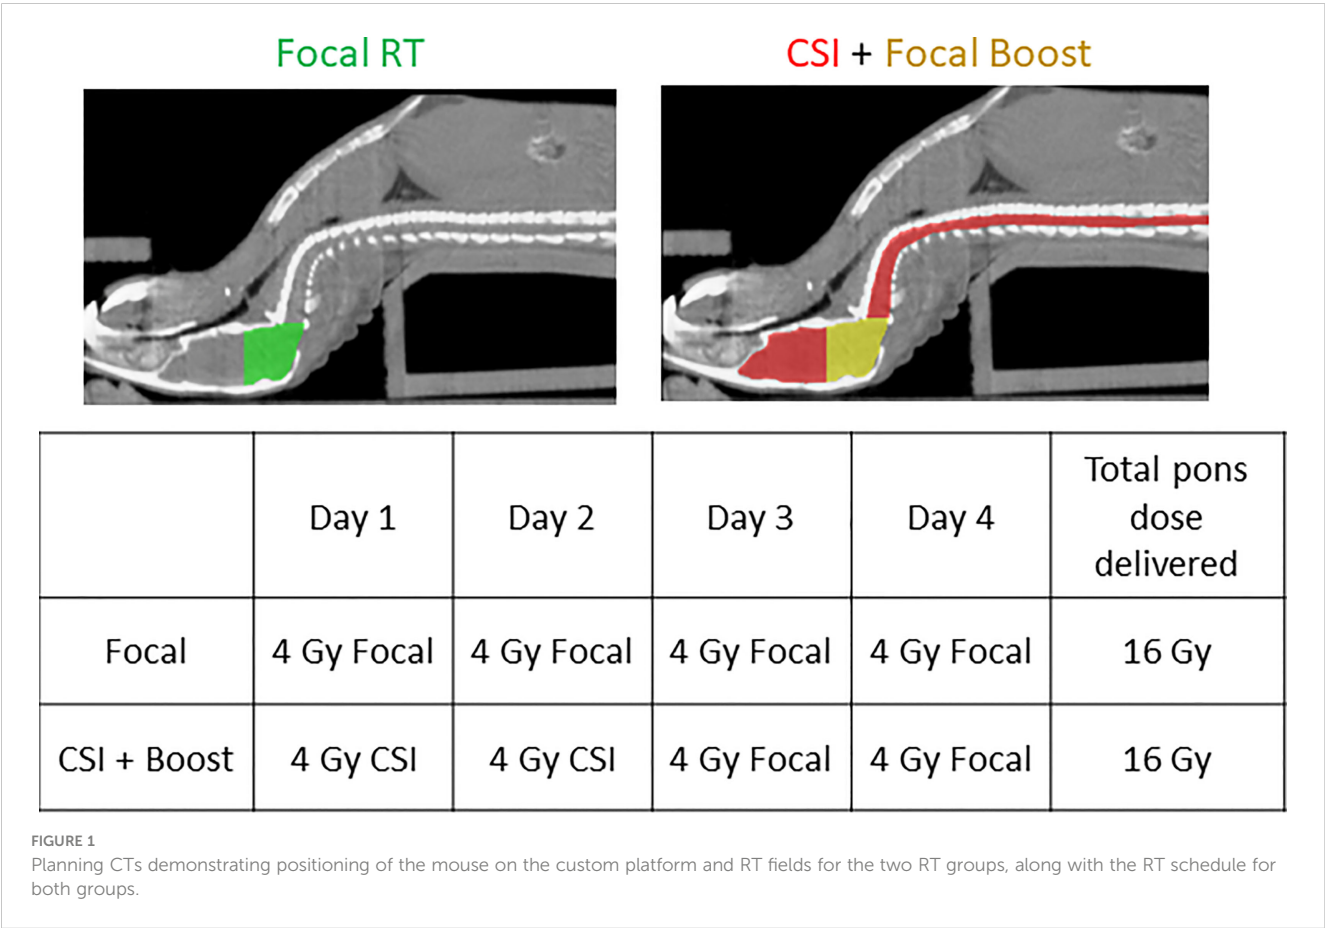 Focal RT
CSI + Focal Boost
Day 1
Day 2
Day 3
Day 4
Total pons
dose
delivered
Focal
4 Gy Focal
4 Gy Focal
4 Gy Focal
4 Gy Focal
16 Gy
CSI + Boost
4 Gy CSI
4 Gy CSI
4 Gy Focal
4 Gy Focal
16 Gy
FIGURE 1
Planning CTs demonstrating positioning of the mouse on the custom platform and RT fields for the two RT groups, along with the RT schedule for
both groups.